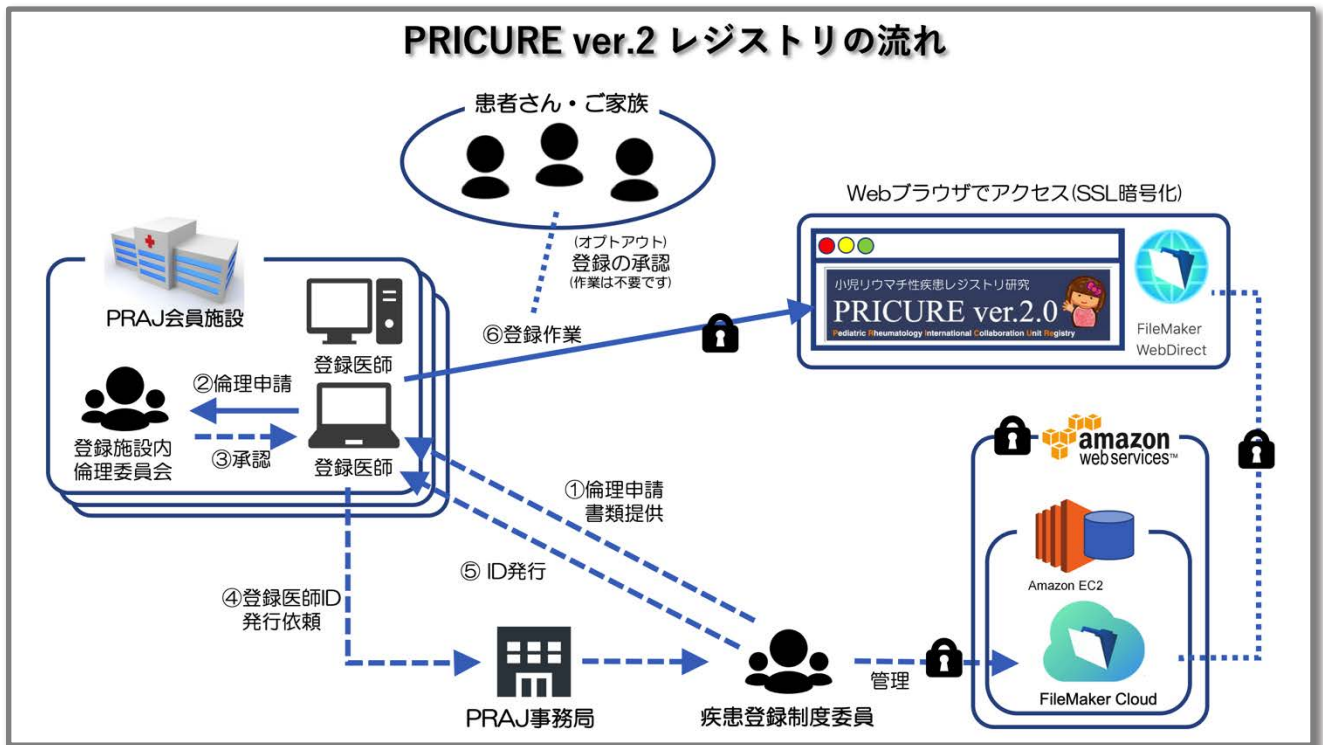 PRICURE ver.2 レジストリの流れ
患者さん・ご家族
(オプトアウト)
登録の承認
(作業は不要です)
Webブラウザでアクセス(SSL暗号化)
小児リウマチ性疾患レジストリ研究
PRICURE ver.2.0
Pediatric Rheumatology International Collaboration Unit Registry
FileMaker
WebDirect
PRAJ会員施設
登録医師
⑥登録作業
②倫理申請
③承認
登録施設内
倫理委員会
登録医師
①倫理申請
書類提供
⑤ ID発行
④登録医師ID
発行依頼
PRAJ事務局
疾患登録制度委員
管理
amazon
web services™
Amazon EC2
FileMaker Cloud